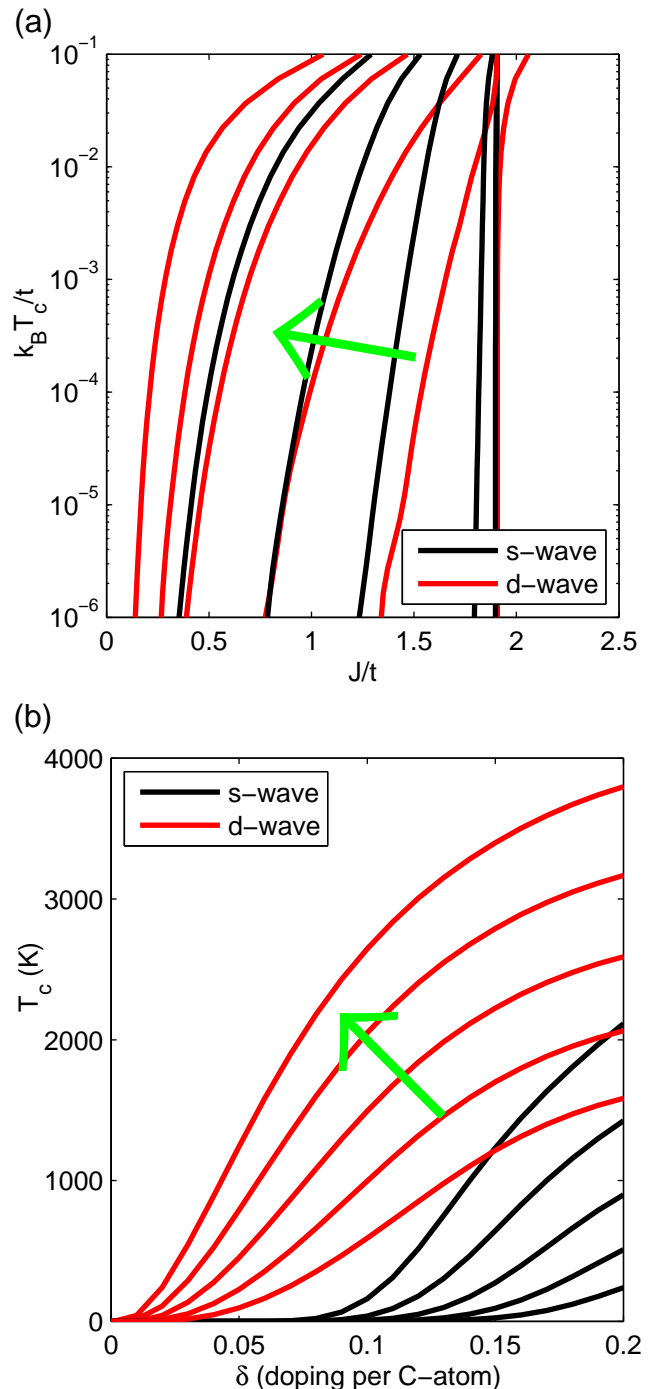 (a)
10⁻¹
10⁻²
10⁻³
10⁻⁴
10⁻⁵
10⁻⁶
k_B T_c/t
s-wave
d-wave
0 0.5 1 1.5 2 2.5
J/t
(b)
4000
3000
2000
1000
0
T_c (K)
s-wave
d-wave
0 0.05 0.1 0.15 0.2
δ (doping per C-atom)